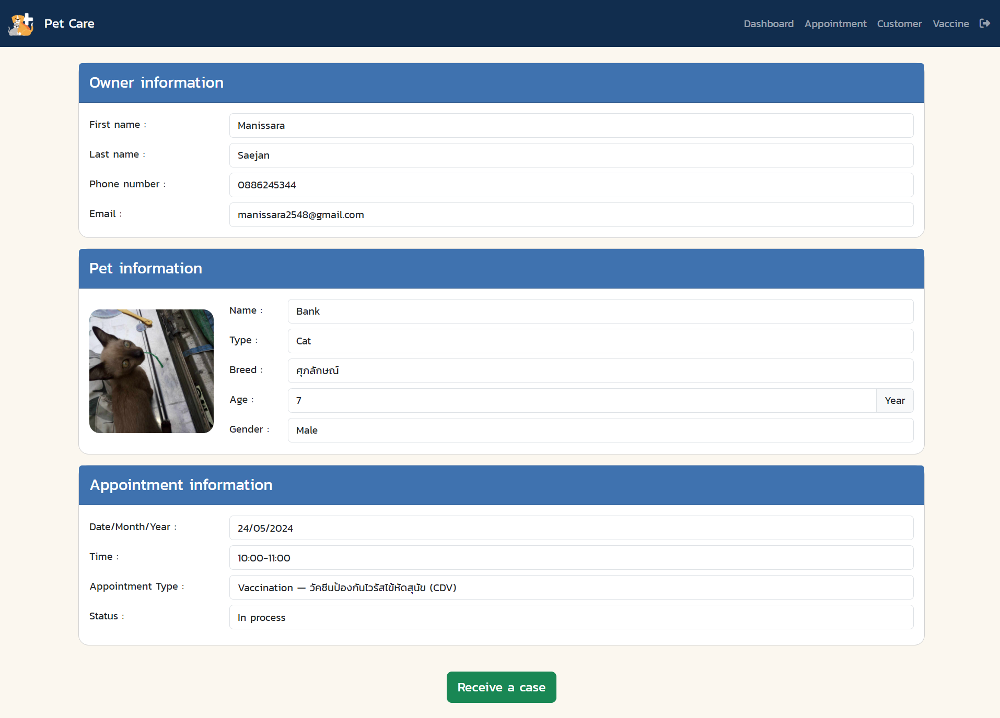 Pet Care
Dashboard Appointment Customer Vaccine
Owner information
First name : Manissara
Last name : Saejan
Phone number : 0886245344
Email : manissara2548@gmail.com
Pet information
Name : Bank
Type : Cat
Breed : ศุภลักษณ์
Age : 7 Year
Gender : Male
Appointment information
Date/Month/Year : 24/05/2024
Time : 10:00-11:00
Appointment Type : Vaccination — วัคซีนป้องกันไวรัสไข้หัดสุนัข (CDV)
Status : In process
Receive a case